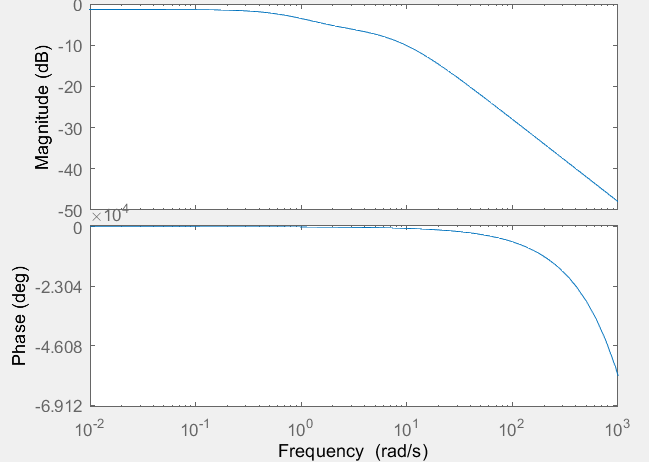 0
-10
-20
-30
-40
-50
Magnitude (dB)
×10⁴
0
-2.304
-4.608
-6.912
Phase (deg)
10⁻² 10⁻¹ 10⁰ 10¹ 10² 10³
Frequency (rad/s)